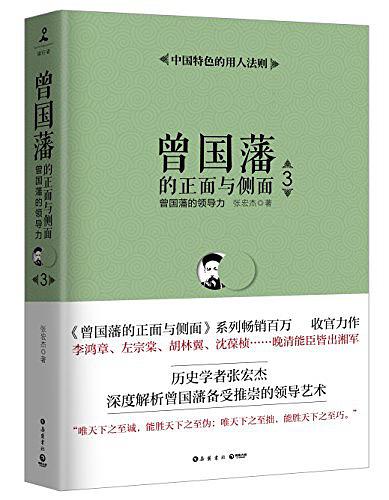 读行者
曾国藩
的正面与侧面
曾国藩的领导力
3
张宏杰◎著
中国特色的用人法则
曾国藩
的正面与侧面
3
曾国藩的领导力 张宏杰◎著
《曾国藩的正面与侧面》系列畅销百万 收官力作
李鸿章、左宗棠、胡林翼、沈葆桢……晚清能臣皆出湘军
历史学者张宏杰
深度解析曾国藩备受推崇的领导艺术
“唯天下之至诚,能胜天下之至伪;唯天下之至拙,能胜天下之至巧。”
岳麓書社